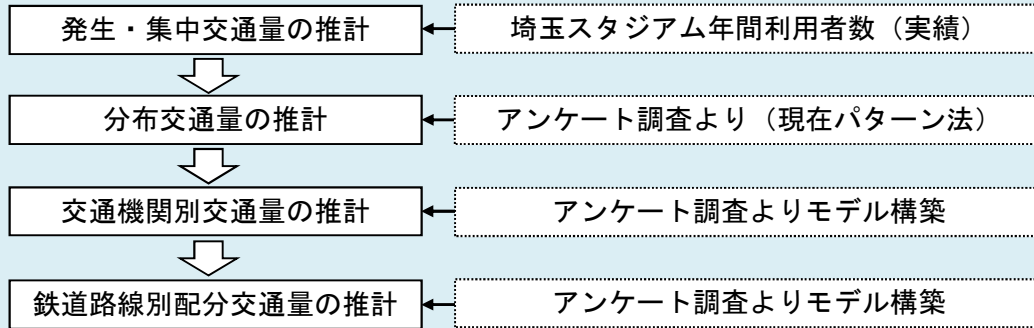 発生・集中交通量の推計
埼玉スタジアム年間利用者数（実績）
分布交通量の推計
アンケート調査より（現在パターン法）
交通機関別交通量の推計
アンケート調査よりモデル構築
鉄道路線別配分交通量の推計
アンケート調査よりモデル構築